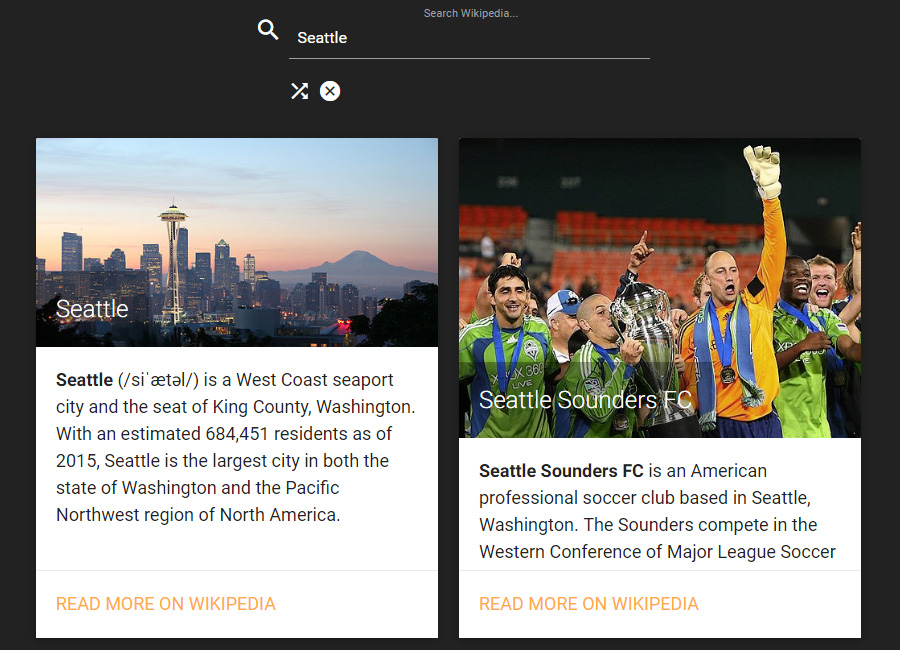 Search Wikipedia...
Seattle
Seattle
Seattle (/siˈætəl/) is a West Coast seaport
city and the seat of King County, Washington.
With an estimated 684,451 residents as of
2015, Seattle is the largest city in both the
state of Washington and the Pacific
Northwest region of North America.
READ MORE ON WIKIPEDIA
XBOX 360
LIVE
Seattle Sounders FC
Seattle Sounders FC is an American
professional soccer club based in Seattle,
Washington. The Sounders compete in the
Western Conference of Major League Soccer
READ MORE ON WIKIPEDIA